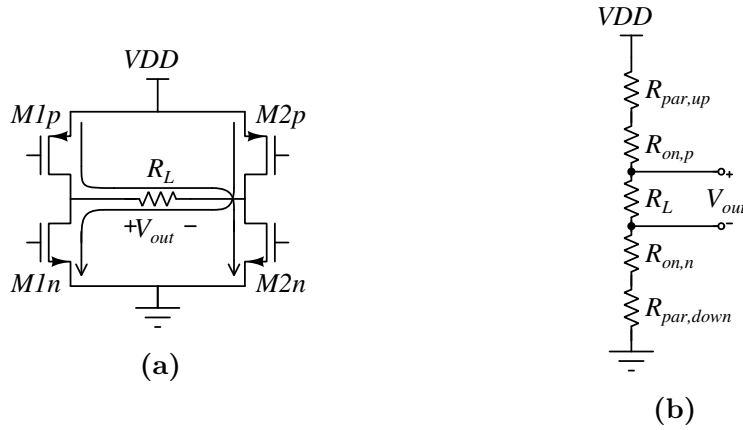 VDD
M1p
M2p
R_L
+ V_out −
M1n
M2n
(a)
VDD
R_par,up
R_on,p
+
R_L
V_out
−
R_on,n
R_par,down
(b)